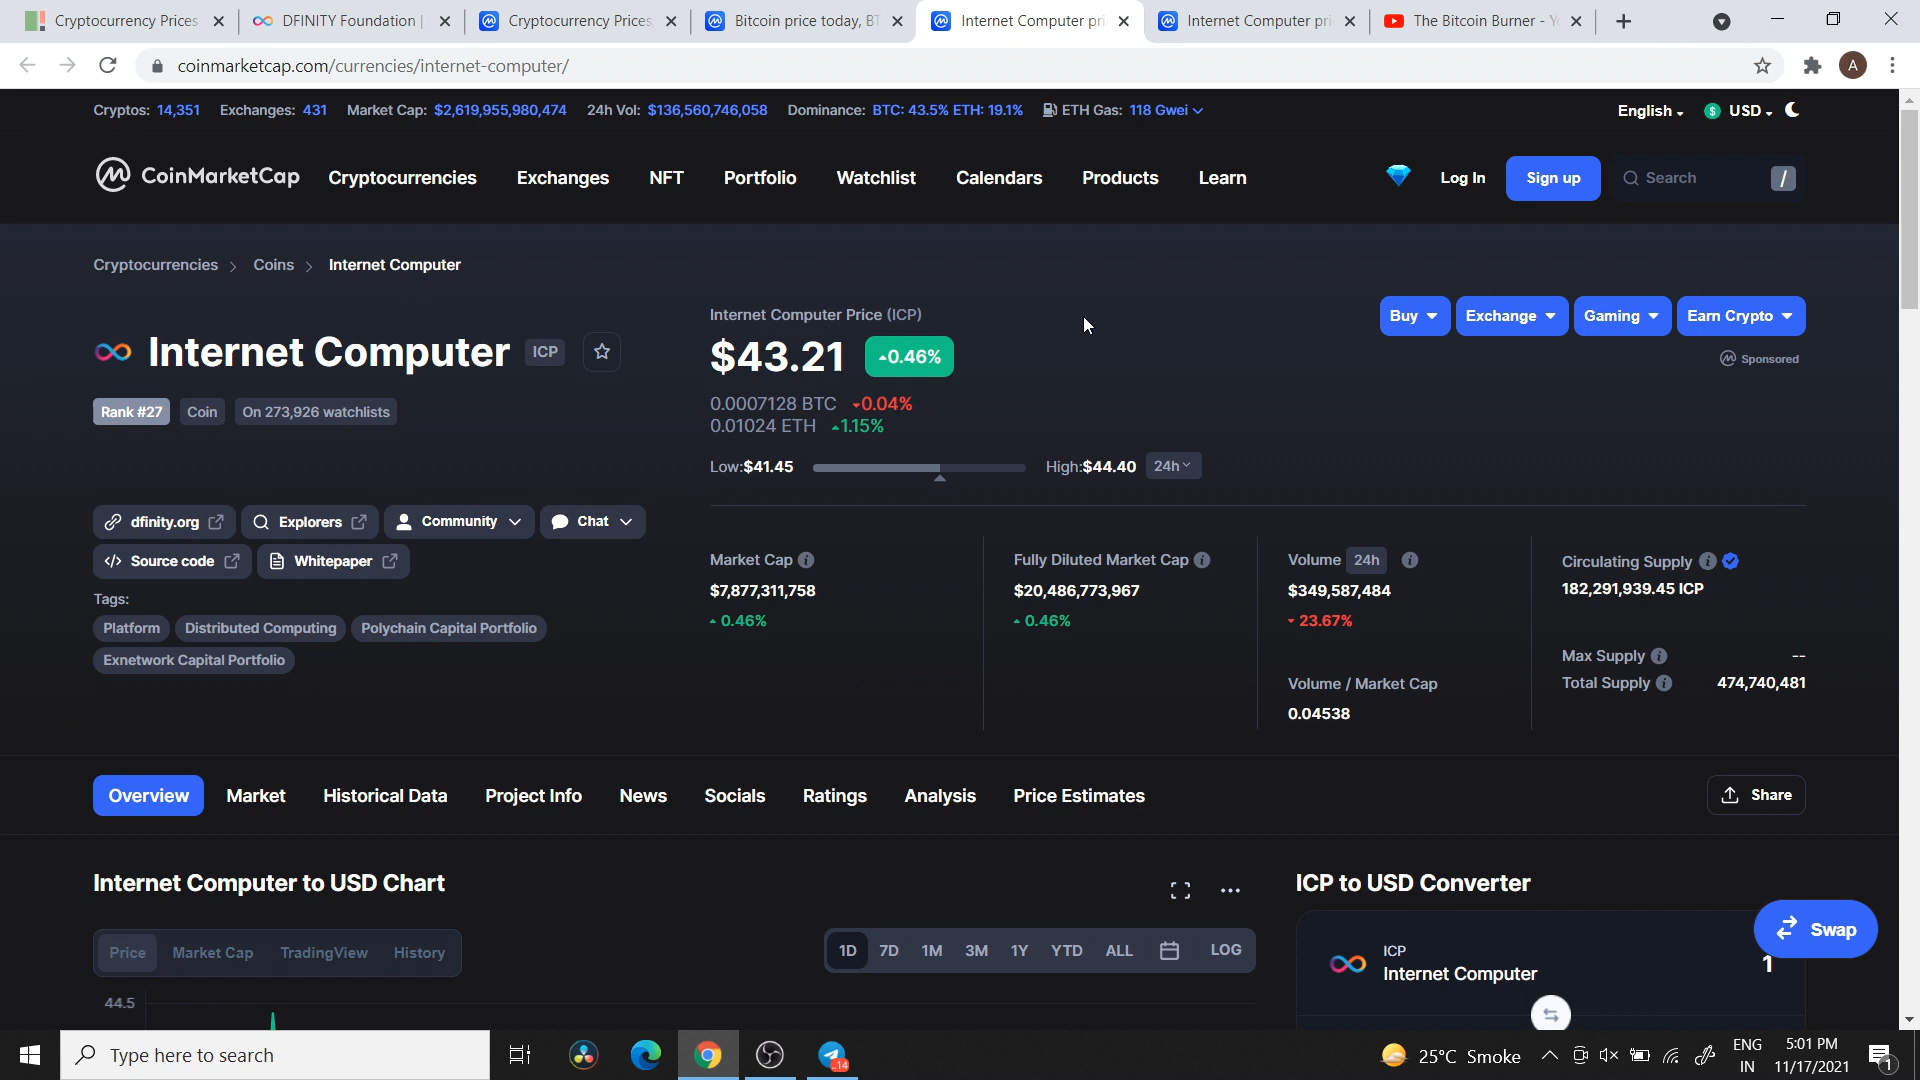 Cryptocurrency Prices
DFINITY Foundation |
Cryptocurrency Prices,
Bitcoin price today, BT
Internet Computer pri
Internet Computer pri
The Bitcoin Burner - Y
coinmarketcap.com/currencies/internet-computer/
A
Cryptos: 14,351 Exchanges: 431 Market Cap: $2,619,955,980,474 24h Vol: $136,560,746,058 Dominance: BTC: 43.5% ETH: 19.1% ETH Gas: 118 Gwei
English USD
CoinMarketCap Cryptocurrencies Exchanges NFT Portfolio Watchlist Calendars Products Learn
Log In Sign up Search /
Cryptocurrencies > Coins > Internet Computer
Internet Computer ICP
Rank #27 Coin On 273,926 watchlists
Internet Computer Price (ICP)
$43.21 0.46%
0.0007128 BTC 0.04%
0.01024 ETH 1.15%
Low:$41.45 High:$44.40 24h
Buy Exchange Gaming Earn Crypto
Sponsored
dfinity.org Explorers Community Chat
Source code Whitepaper
Tags:
Platform Distributed Computing Polychain Capital Portfolio
Exnetwork Capital Portfolio
Market Cap
$7,877,311,758
0.46%
Fully Diluted Market Cap
$20,486,773,967
0.46%
Volume 24h
$349,587,484
23.67%
Volume / Market Cap
0.04538
Circulating Supply
182,291,939.45 ICP
Max Supply --
Total Supply 474,740,481
Overview Market Historical Data Project Info News Socials Ratings Analysis Price Estimates
Share
Internet Computer to USD Chart
Price Market Cap TradingView History
1D 7D 1M 3M 1Y YTD ALL LOG
44.5
ICP to USD Converter
ICP
Internet Computer
1
Swap
Type here to search
14
25°C Smoke
ENG
IN
5:01 PM
11/17/2021
1